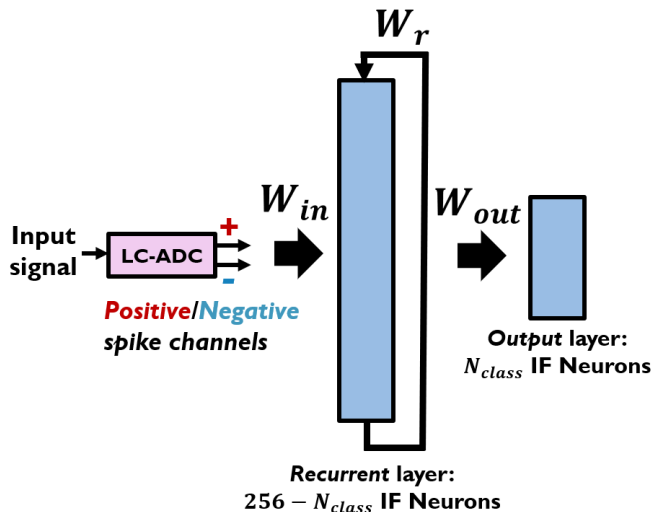 W_r
W_in
W_out
+
Input
signal
LC-ADC
-
Positive/Negative
spike channels
Output layer:
N_class IF Neurons
Recurrent layer:
256 − N_class IF Neurons